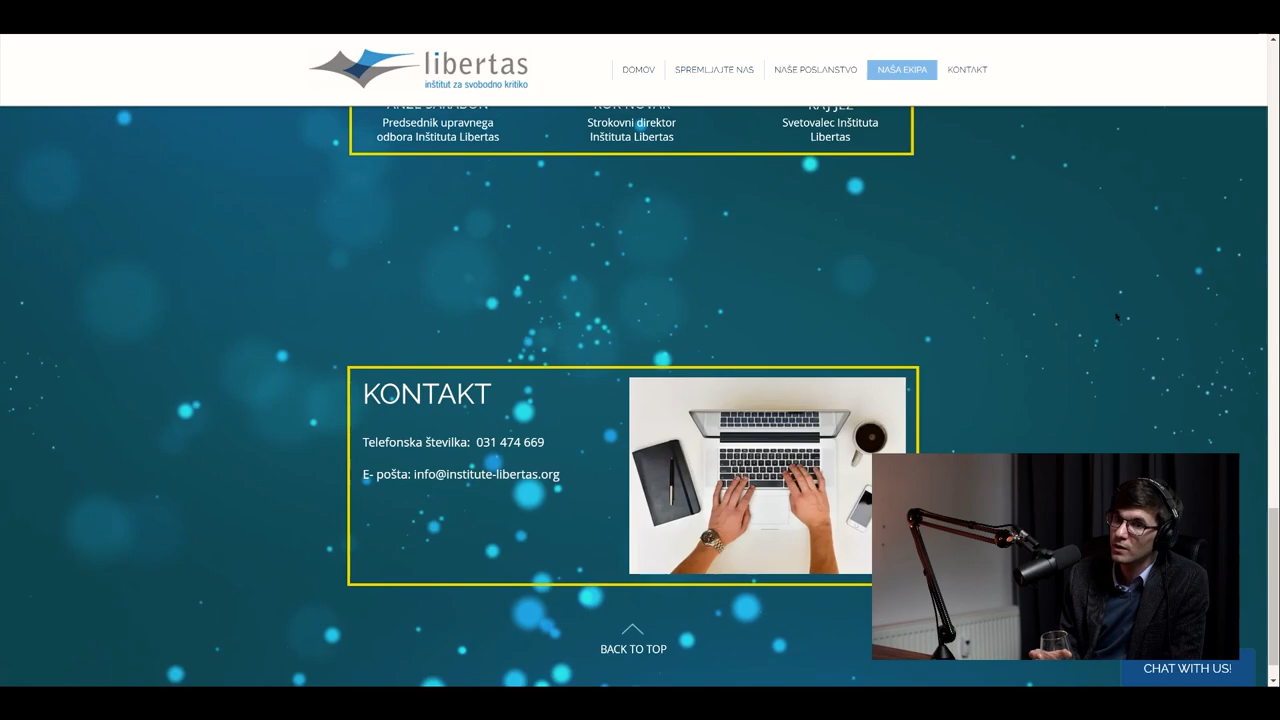 libertas
inštitut za svobodno kritiko
DOMOV
SPREMLJAJTE NAS
NAŠE POSLANSTVO
NAŠA EKIPA
KONTAKT
Predsednik upravnega
odbora Inštituta Libertas
Strokovni direktor
Inštituta Libertas
Svetovalec Inštituta
Libertas
KONTAKT
Telefonska številka: 031 474 669
E- pošta: info@institute-libertas.org
BACK TO TOP
CHAT WITH US!